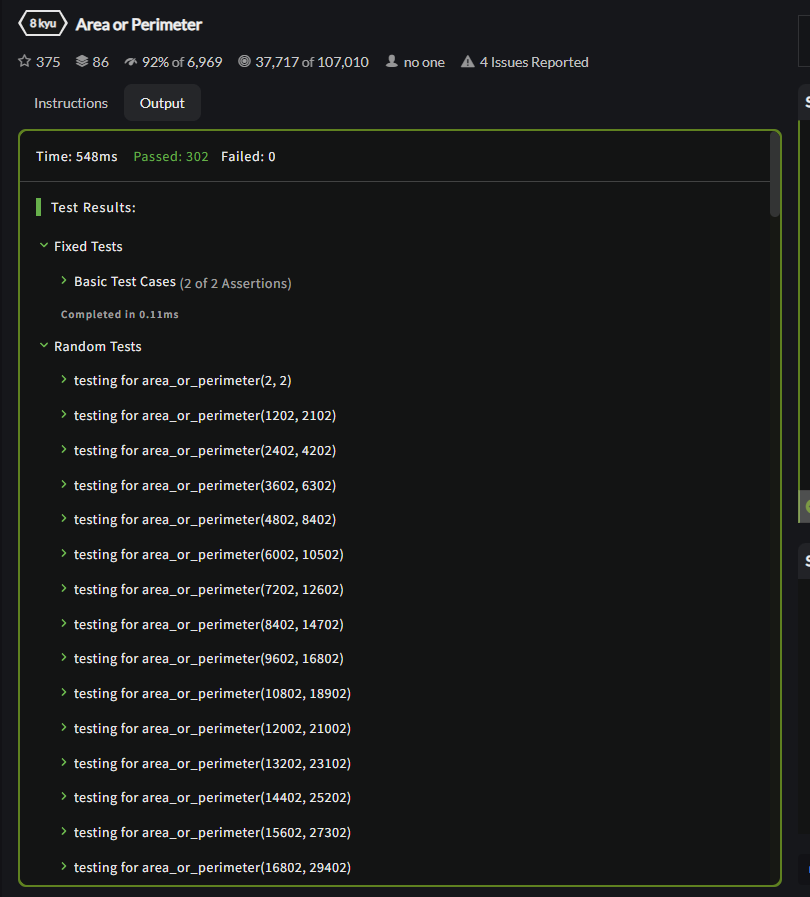 8 kyu Area or Perimeter
375 86 92% of 6,969 37,717 of 107,010 no one 4 Issues Reported
Instructions Output
Time: 548ms Passed: 302 Failed: 0
Test Results:
Fixed Tests
Basic Test Cases (2 of 2 Assertions)
Completed in 0.11ms
Random Tests
testing for area_or_perimeter(2, 2)
testing for area_or_perimeter(1202, 2102)
testing for area_or_perimeter(2402, 4202)
testing for area_or_perimeter(3602, 6302)
testing for area_or_perimeter(4802, 8402)
testing for area_or_perimeter(6002, 10502)
testing for area_or_perimeter(7202, 12602)
testing for area_or_perimeter(8402, 14702)
testing for area_or_perimeter(9602, 16802)
testing for area_or_perimeter(10802, 18902)
testing for area_or_perimeter(12002, 21002)
testing for area_or_perimeter(13202, 23102)
testing for area_or_perimeter(14402, 25202)
testing for area_or_perimeter(15602, 27302)
testing for area_or_perimeter(16802, 29402)